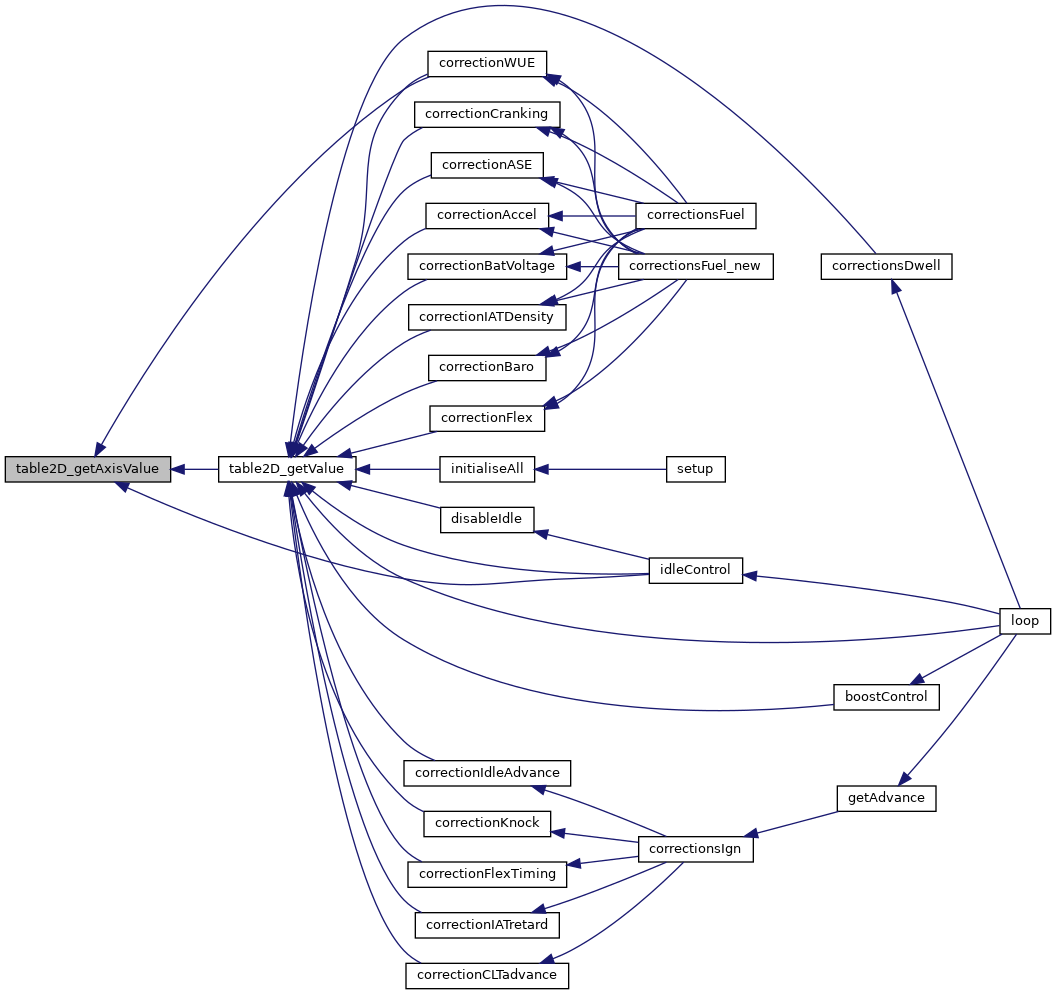 correctionWUE
correctionCranking
correctionASE
correctionAccel
correctionsFuel
correctionBatVoltage
correctionsFuel_new
correctionsDwell
correctionIATDensity
correctionBaro
correctionFlex
table2D_getAxisValue
table2D_getValue
initialiseAll
setup
disableIdle
idleControl
loop
boostControl
correctionIdleAdvance
getAdvance
correctionKnock
correctionsIgn
correctionFlexTiming
correctionIATretard
correctionCLTadvance